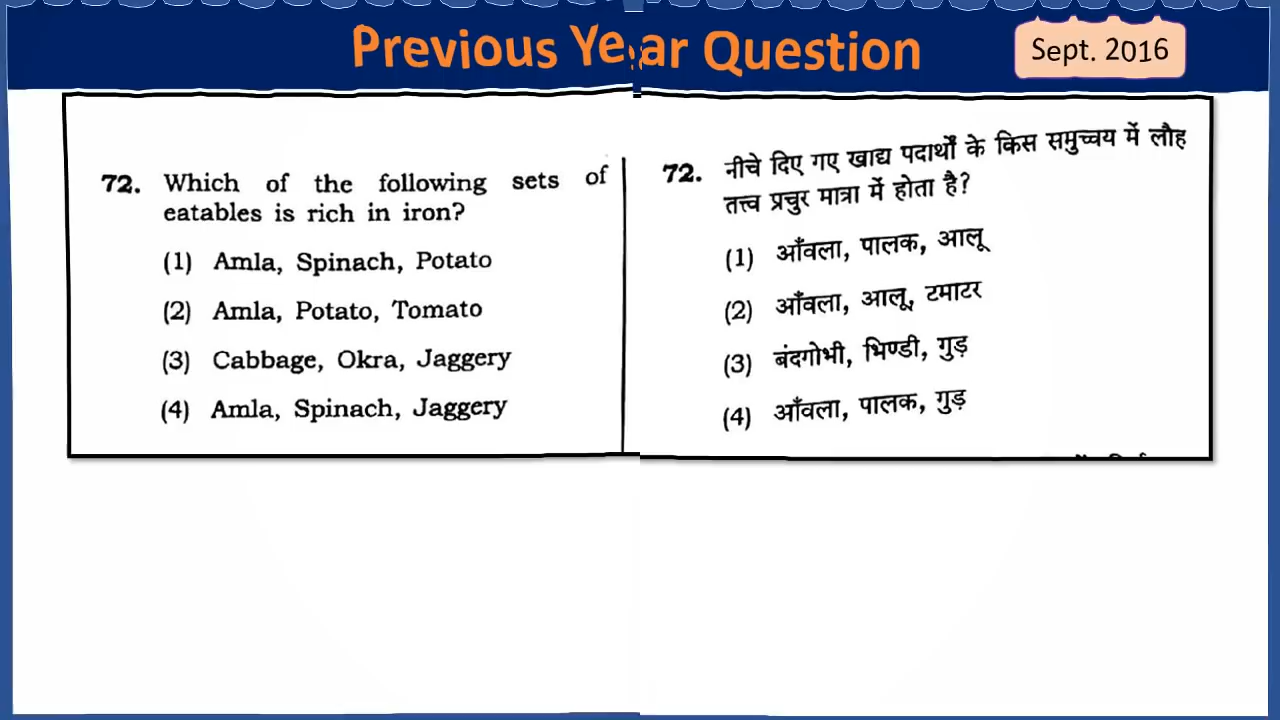 Previous Year Question
Sept. 2016
72. Which of the following sets of
eatables is rich in iron?
(1) Amla, Spinach, Potato
(2) Amla, Potato, Tomato
(3) Cabbage, Okra, Jaggery
(4) Amla, Spinach, Jaggery
72. नीचे दिए गए खाद्य पदार्थों के किस समुच्चय में लौह
तत्त्व प्रचुर मात्रा में होता है?
(1) आँवला, पालक, आलू
(2) आँवला, आलू, टमाटर
(3) बंदगोभी, भिण्डी, गुड़
(4) आँवला, पालक, गुड़